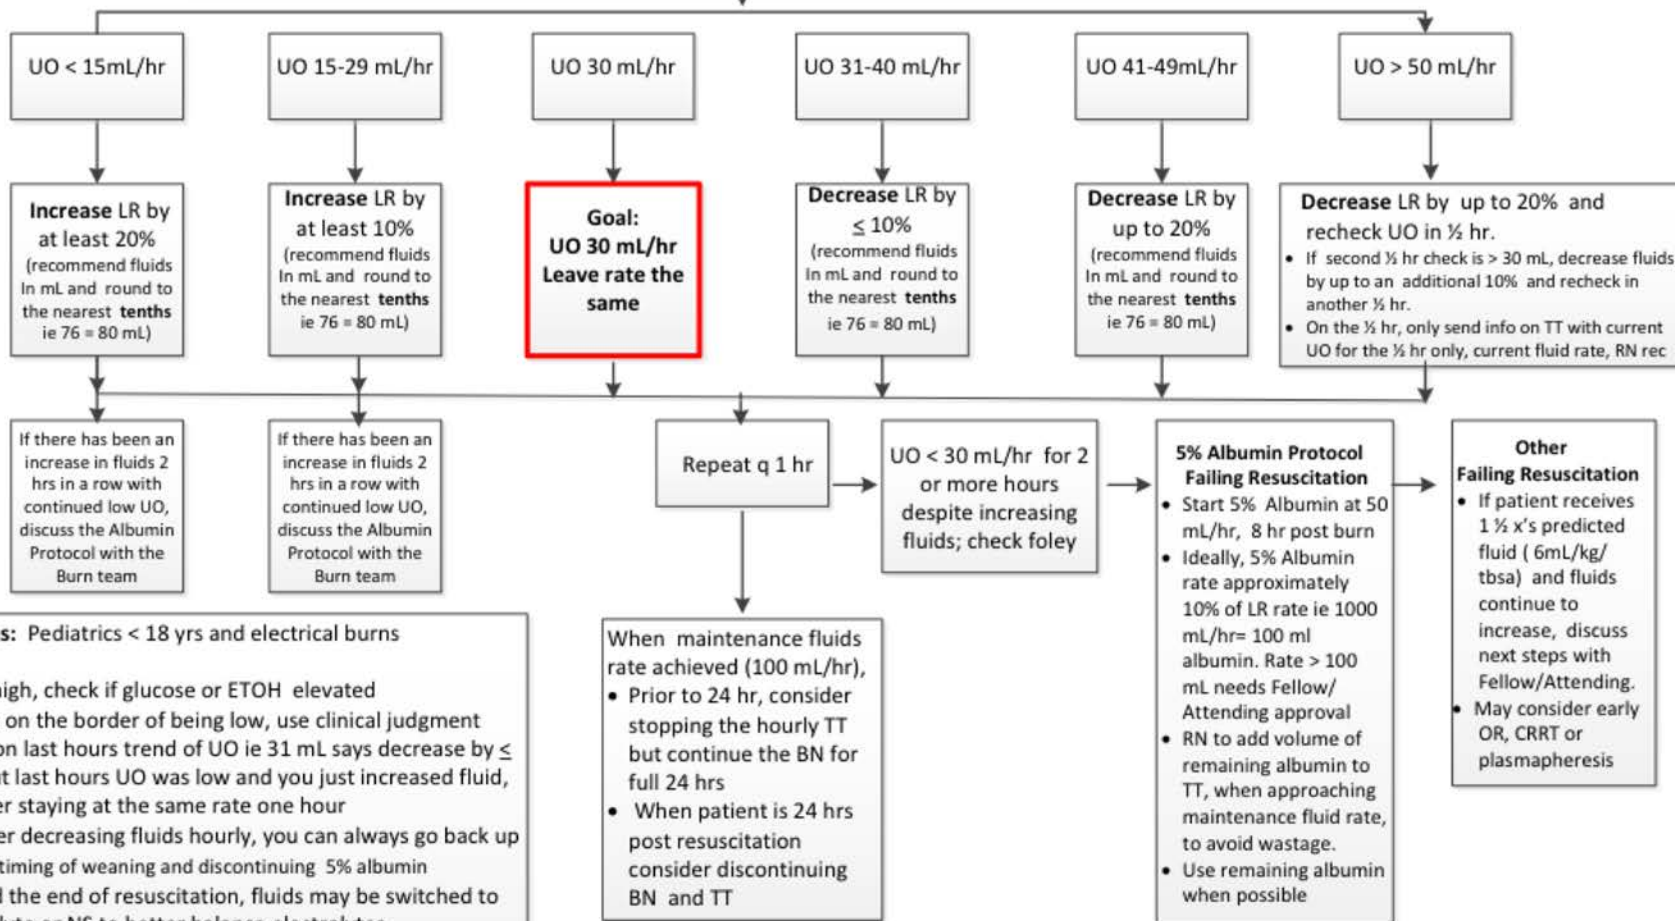 UO < 15mL/hr
UO 15-29 mL/hr
UO 30 mL/hr
UO 31-40 mL/hr
UO 41-49mL/hr
UO > 50 mL/hr
Increase LR by
at least 20%
(recommend fluids
In mL and round to
the nearest tenths
ie 76 = 80 mL)
Increase LR by
at least 10%
(recommend fluids
In mL and round to
the nearest tenths
ie 76 = 80 mL)
Goal:
UO 30 mL/hr
Leave rate the
same
Decrease LR by
≤ 10%
(recommend fluids
In mL and round to
the nearest tenths
ie 76 = 80 mL)
Decrease LR by
up to 20%
(recommend fluids
In mL and round to
the nearest tenths
ie 76 = 80 mL)
Decrease LR by up to 20% and
recheck UO in ½ hr.
• If second ½ hr check is > 30 mL, decrease fluids
by up to an additional 10% and recheck in
another ½ hr.
• On the ½ hr, only send info on TT with current
UO for the ½ hr only, current fluid rate, RN rec
If there has been an
increase in fluids 2
hrs in a row with
continued low UO,
discuss the Albumin
Protocol with the
Burn team
If there has been an
increase in fluids 2
hrs in a row with
continued low UO,
discuss the Albumin
Protocol with the
Burn team
Repeat q 1 hr
UO < 30 mL/hr for 2
or more hours
despite increasing
fluids; check foley
5% Albumin Protocol
Failing Resuscitation
• Start 5% Albumin at 50
mL/hr, 8 hr post burn
• Ideally, 5% Albumin
rate approximately
10% of LR rate ie 1000
mL/hr= 100 ml
albumin. Rate > 100
mL needs Fellow/
Attending approval
• RN to add volume of
remaining albumin to
TT, when approaching
maintenance fluid rate,
to avoid wastage.
• Use remaining albumin
when possible
Other
Failing Resuscitation
• If patient receives
1 ½ x's predicted
fluid ( 6mL/kg/
tbsa) and fluids
continue to
increase, discuss
next steps with
Fellow/Attending.
• May consider early
OR, CRRT or
plasmapheresis
When maintenance fluids
rate achieved (100 mL/hr),
• Prior to 24 hr, consider
stopping the hourly TT
but continue the BN for
full 24 hrs
• When patient is 24 hrs
post resuscitation
consider discontinuing
BN and TT
s: Pediatrics < 18 yrs and electrical burns
igh, check if glucose or ETOH elevated
on the border of being low, use clinical judgment
on last hours trend of UO ie 31 mL says decrease by ≤
t last hours UO was low and you just increased fluid,
er staying at the same rate one hour
er decreasing fluids hourly, you can always go back up
timing of weaning and discontinuing 5% albumin
d the end of resuscitation, fluids may be switched to